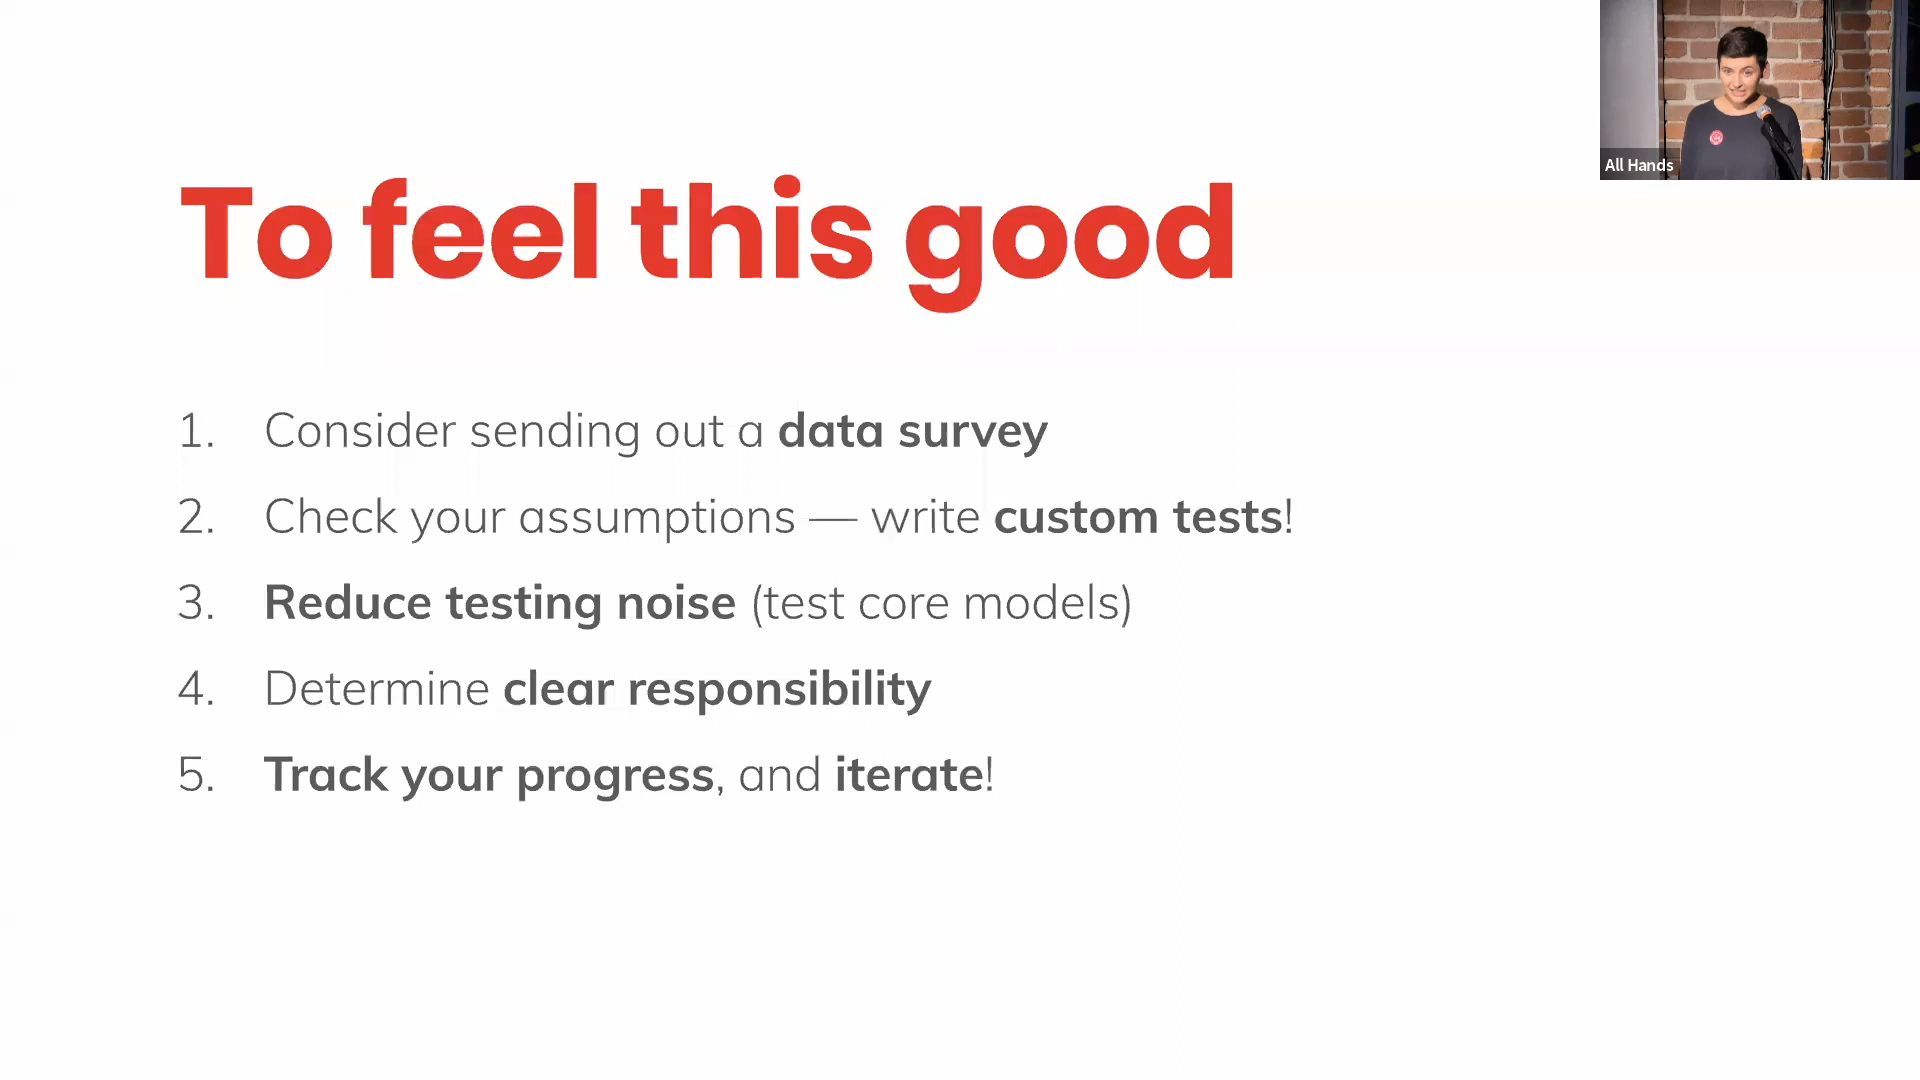 To feel this good
1. Consider sending out a data survey
2. Check your assumptions — write custom tests!
3. Reduce testing noise (test core models)
4. Determine clear responsibility
5. Track your progress, and iterate!
All Hands